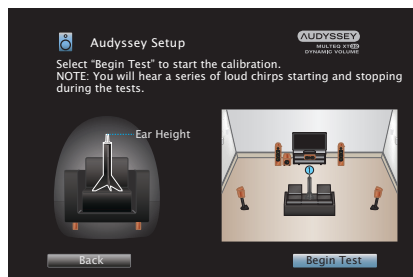 Audyssey Setup
AUDYSSEY
MULTEQ XT32
DYNAMIC VOLUME
Select “Begin Test” to start the calibration.
NOTE: You will hear a series of loud chirps starting and stopping
during the tests.
Ear Height
Back
Begin Test